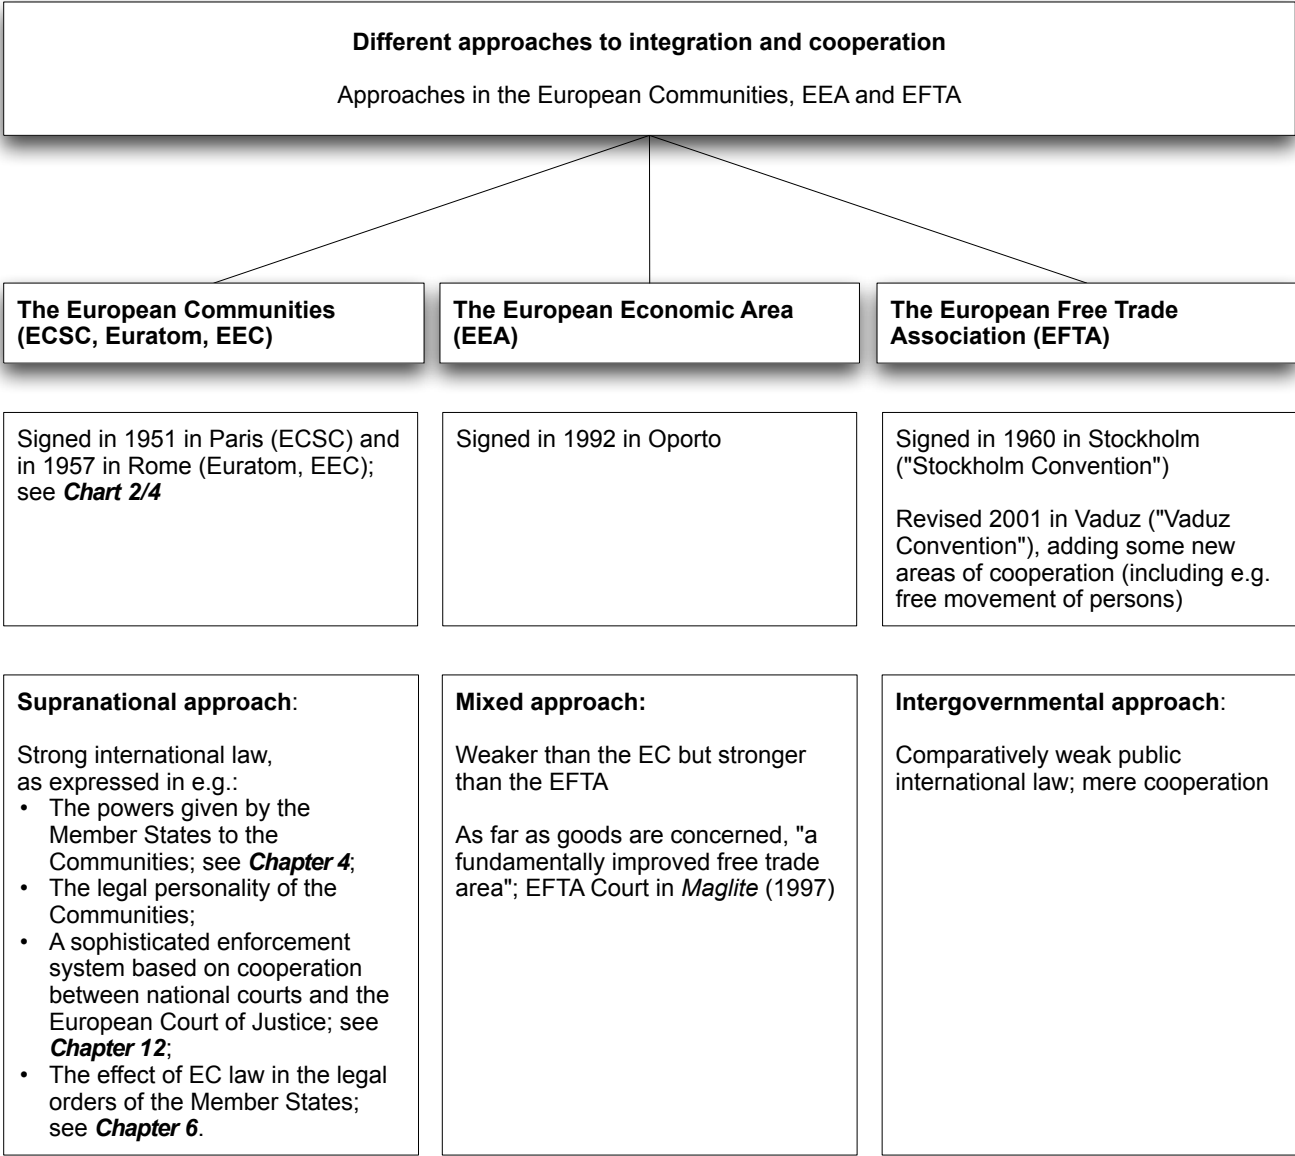 Different approaches to integration and cooperation
Approaches in the European Communities, EEA and EFTA
The European Communities
(ECSC, Euratom, EEC)
The European Economic Area
(EEA)
The European Free Trade
Association (EFTA)
Signed in 1951 in Paris (ECSC) and
in 1957 in Rome (Euratom, EEC);
see Chart 2/4
Signed in 1992 in Oporto
Signed in 1960 in Stockholm
("Stockholm Convention")
Revised 2001 in Vaduz ("Vaduz
Convention"), adding some new
areas of cooperation (including e.g.
free movement of persons)
Supranational approach:
Strong international law,
as expressed in e.g.:
• The powers given by the
Member States to the
Communities; see Chapter 4;
• The legal personality of the
Communities;
• A sophisticated enforcement
system based on cooperation
between national courts and the
European Court of Justice; see
Chapter 12;
• The effect of EC law in the legal
orders of the Member States;
see Chapter 6.
Mixed approach:
Weaker than the EC but stronger
than the EFTA
As far as goods are concerned, "a
fundamentally improved free trade
area"; EFTA Court in Maglite (1997)
Intergovernmental approach:
Comparatively weak public
international law; mere cooperation